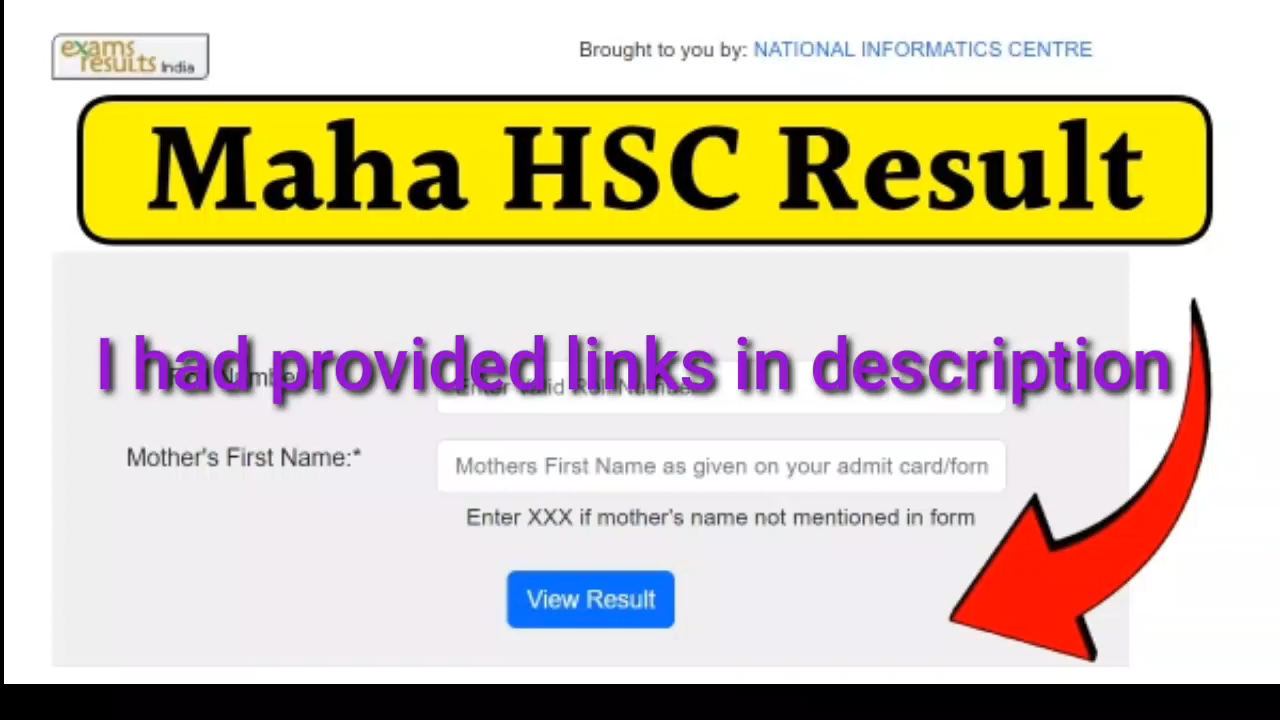 exams
results India
Brought to you by: NATIONAL INFORMATICS CENTRE
Maha HSC Result
I had provided links in description
Mother's First Name:*
Mothers First Name as given on your admit card/forn
Enter XXX if mother's name not mentioned in form
View Result